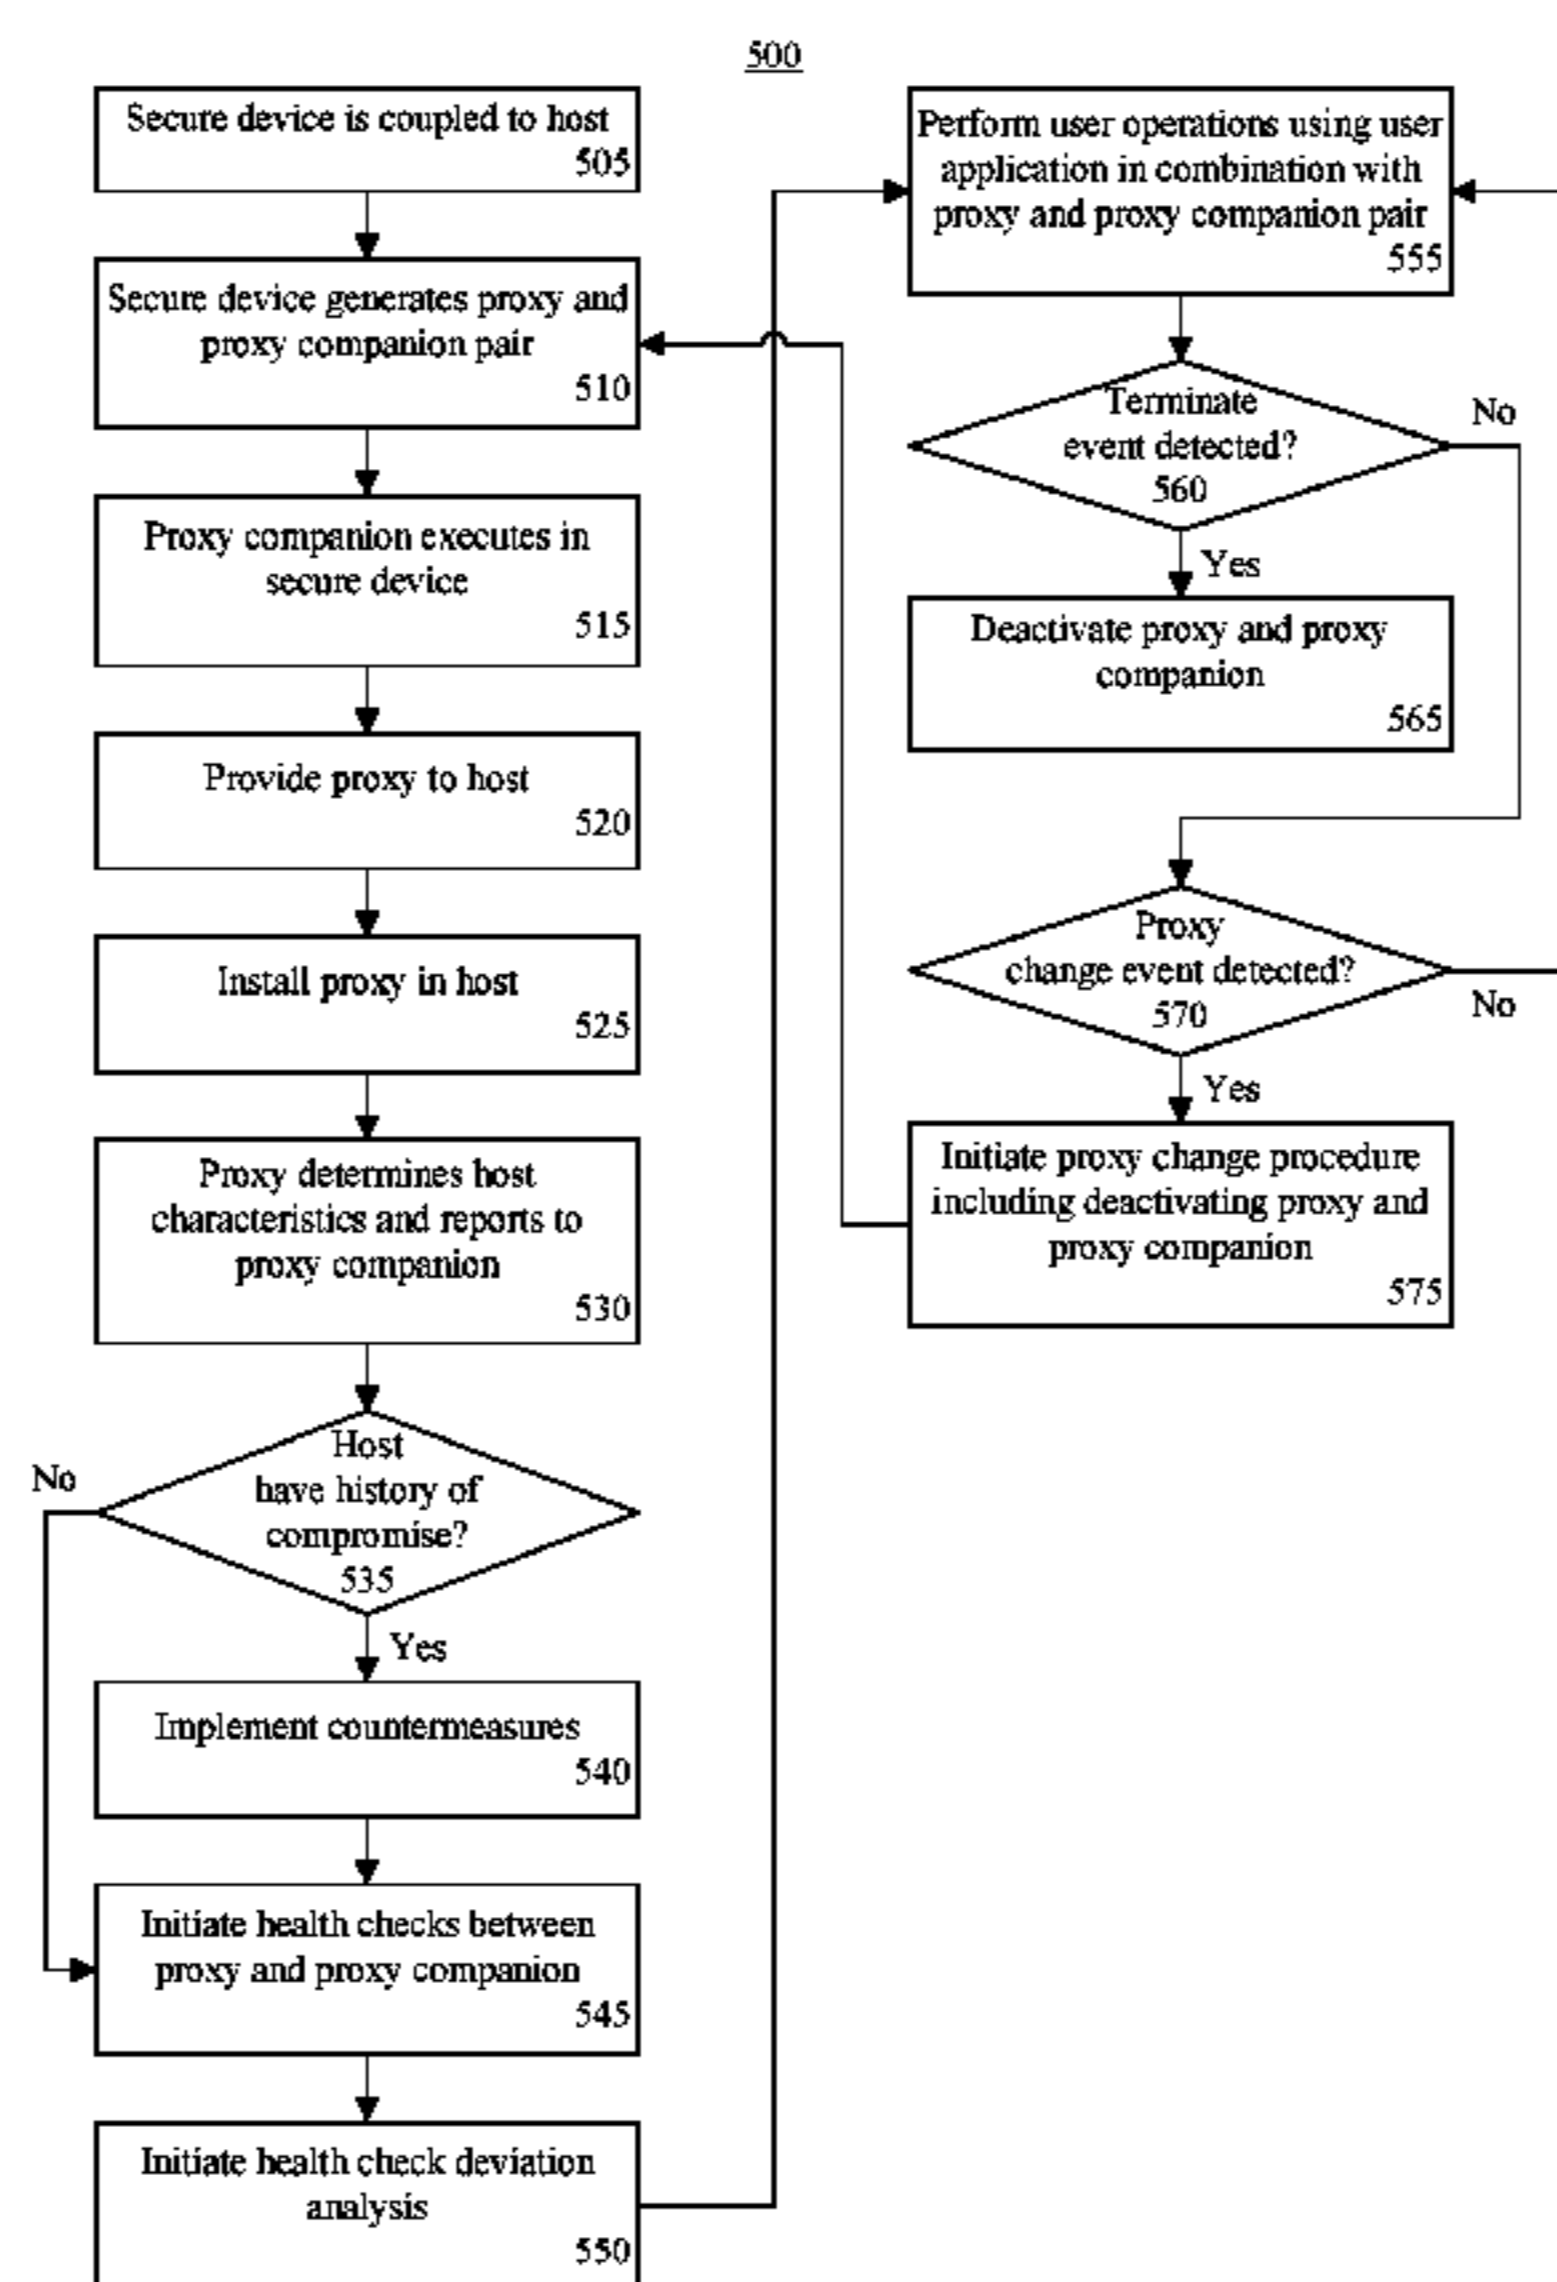 500
Secure device is coupled to host
505
Secure device generates proxy and
proxy companion pair
510
Proxy companion executes in
secure device
515
Provide proxy to host
520
Install proxy in host
525
Proxy determines host
characteristics and reports to
proxy companion
530
Host
have history of
compromise?
535
No
Yes
Implement countermeasures
540
Initiate health checks between
proxy and proxy companion
545
Initiate health check deviation
analysis
550
Perform user operations using user
application in combination with
proxy and proxy companion pair
555
Terminate
event detected?
560
No
Yes
Deactivate proxy and proxy
companion
565
Proxy
change event detected?
570
No
Yes
Initiate proxy change procedure
including deactivating proxy and
proxy companion
575